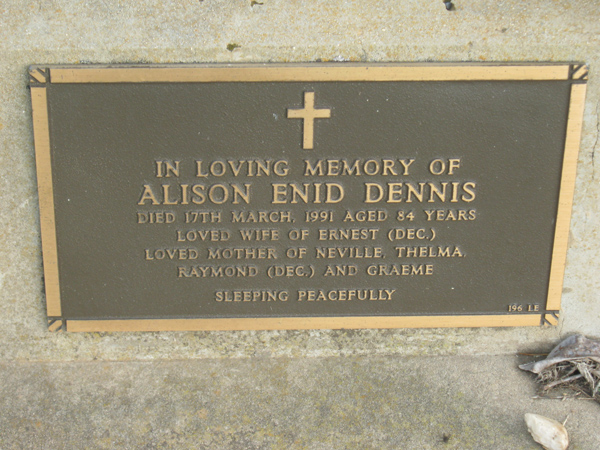 IN LOVING MEMORY OF
ALISON ENID DENNIS
DIED 17TH MARCH, 1991 AGED 84 YEARS
LOVED WIFE OF ERNEST (DEC.)
LOVED MOTHER OF NEVILLE, THELMA,
RAYMOND (DEC.) AND GRAEME
SLEEPING PEACEFULLY
196 LE